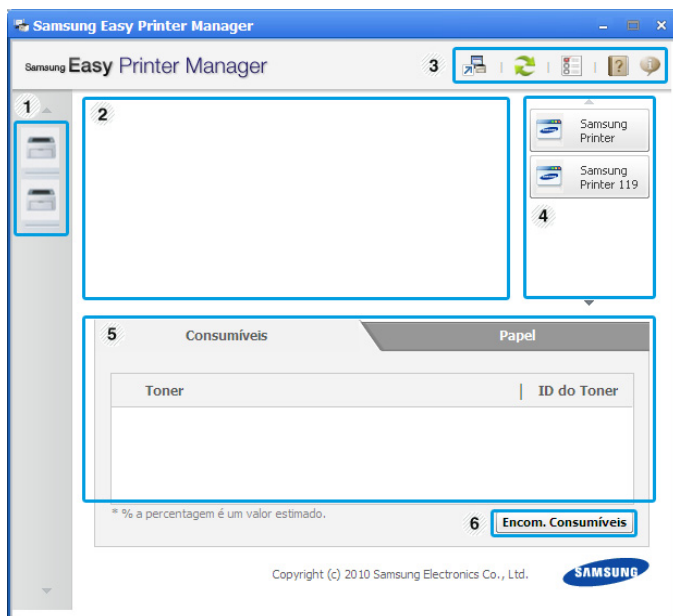 Samsung Easy Printer Manager
Samsung Easy Printer Manager
3
1
2
Samsung
Printer
Samsung
Printer 119
4
5 Consumíveis Papel
Toner ID do Toner
* % a percentagem é um valor estimado.
6 Encom. Consumíveis
Copyright (c) 2010 Samsung Electronics Co., Ltd. SAMSUNG